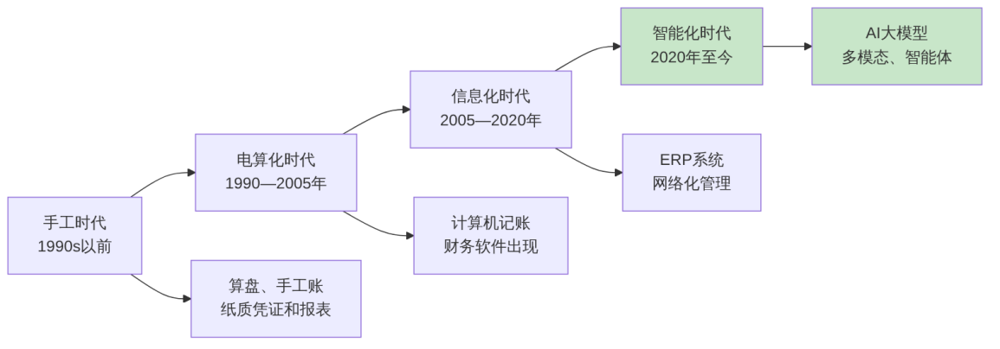 智能化时代
2020年至今
AI大模型
多模态、智能体
信息化时代
2005—2020年
ERP系统
网络化管理
电算化时代
1990—2005年
计算机记账
财务软件出现
手工时代
1990s以前
算盘、手工账
纸质凭证和报表